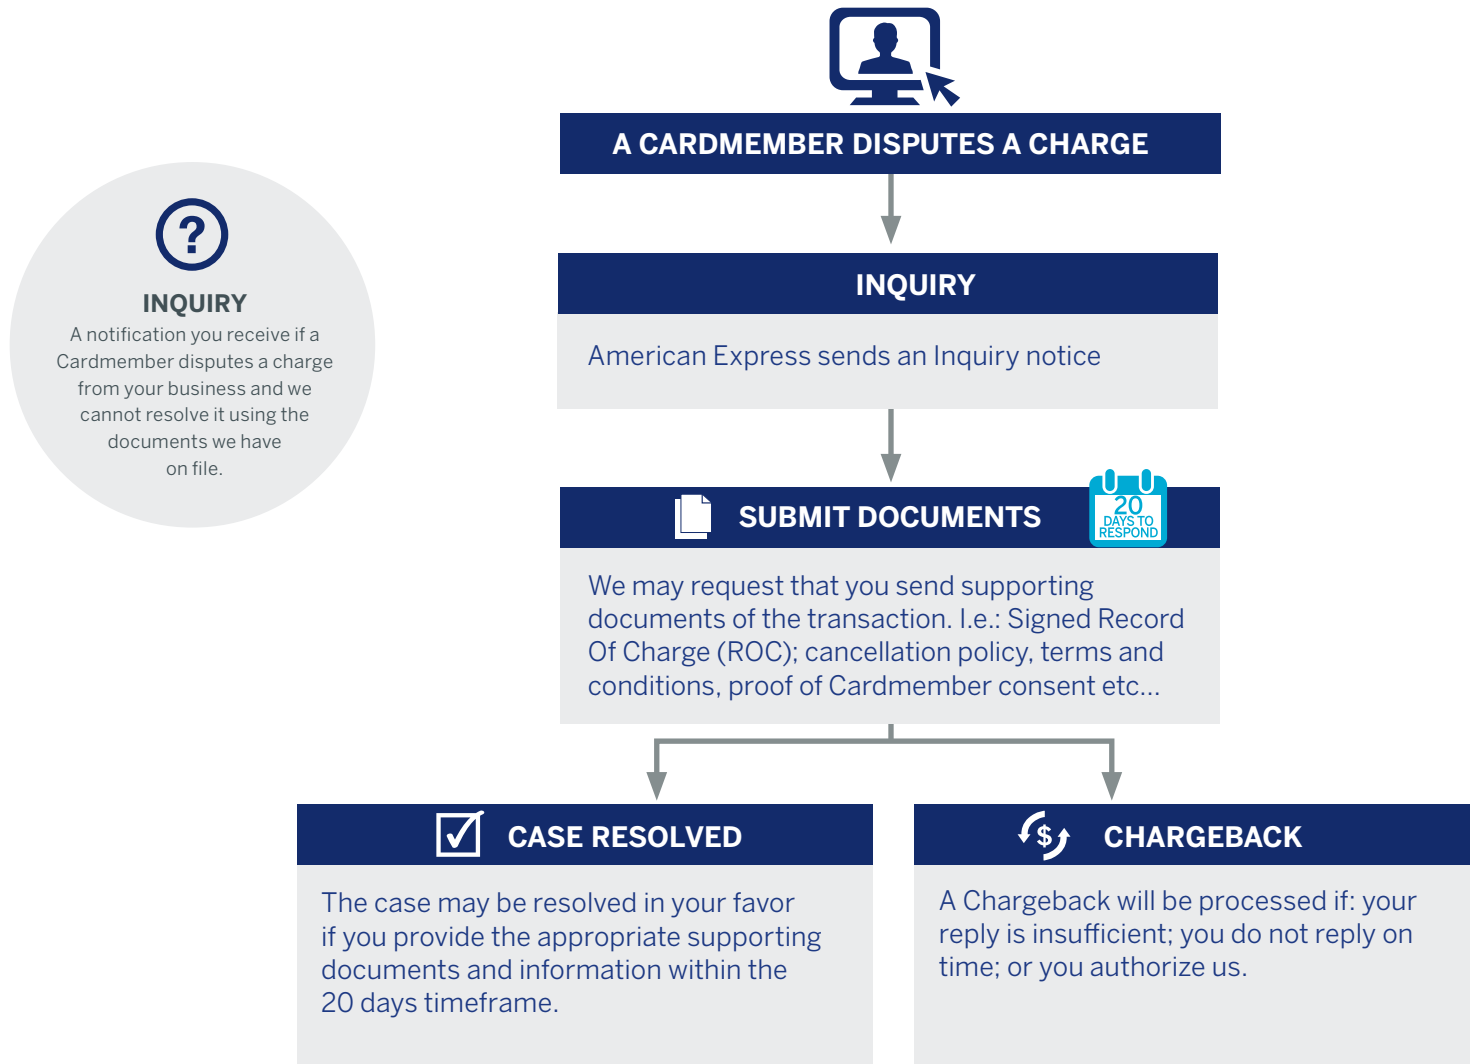 A CARDMEMBER DISPUTES A CHARGE
?
INQUIRY
A notification you receive if a
Cardmember disputes a charge
from your business and we
cannot resolve it using the
documents we have
on file.
INQUIRY
American Express sends an Inquiry notice
SUBMIT DOCUMENTS
20
DAYS TO
RESPOND
We may request that you send supporting
documents of the transaction. I.e.: Signed Record
Of Charge (ROC); cancellation policy, terms and
conditions, proof of Cardmember consent etc...
CASE RESOLVED
The case may be resolved in your favor
if you provide the appropriate supporting
documents and information within the
20 days timeframe.
$
CHARGEBACK
A Chargeback will be processed if: your
reply is insufficient; you do not reply on
time; or you authorize us.